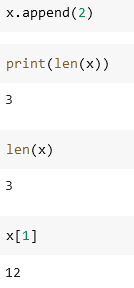 x.append(2)
print(len(x))
3
len(x)
3
x[1]
12